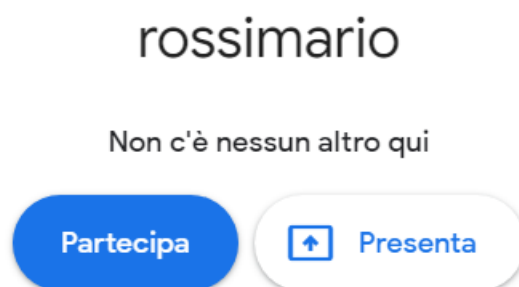 rossimario
Non c'è nessun altro qui
Partecipa
Presenta